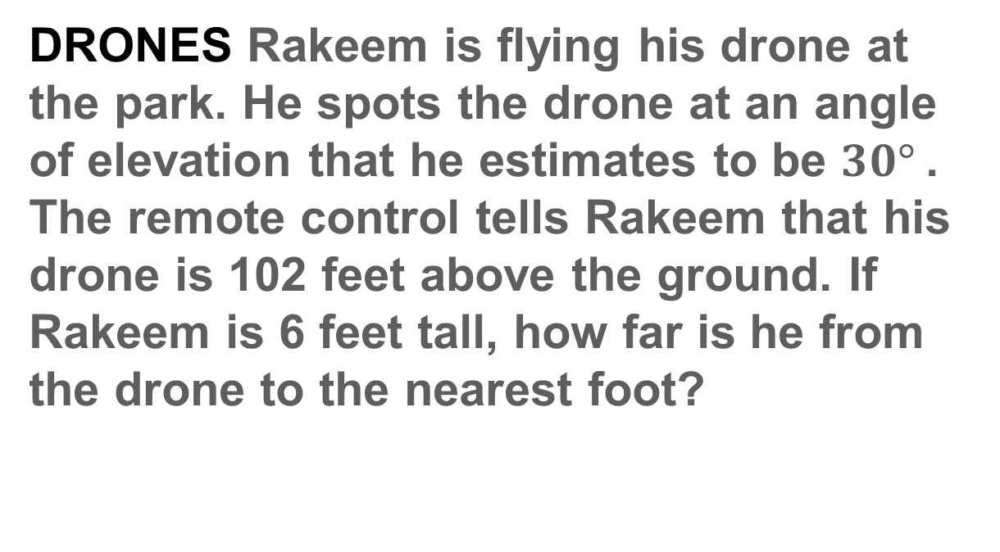 DRONES Rakeem is flying his drone at
the park. He spots the drone at an angle
of elevation that he estimates to be 30° .
The remote control tells Rakeem that his
drone is 102 feet above the ground. If
Rakeem is 6 feet tall, how far is he from
the drone to the nearest foot?